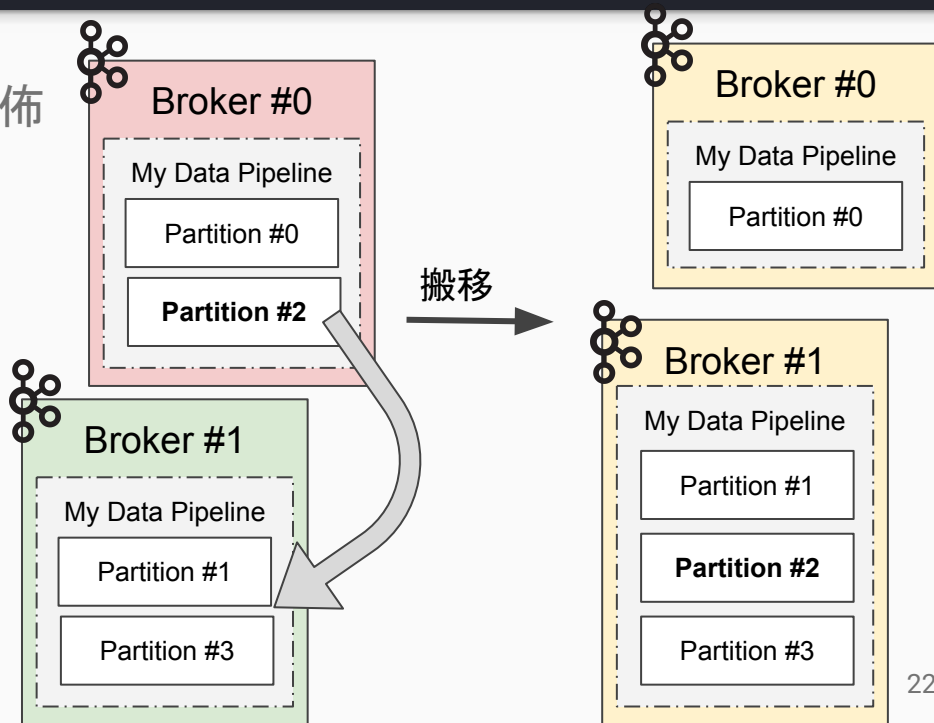 佈
Broker #0
My Data Pipeline
Partition #0
Partition #2
Broker #1
My Data Pipeline
Partition #1
Partition #3
搬移
Broker #0
My Data Pipeline
Partition #0
Broker #1
My Data Pipeline
Partition #1
Partition #2
Partition #3
22